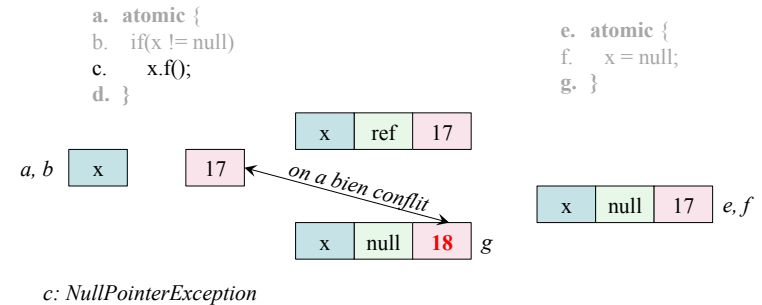 a. atomic {
b. if(x != null)
c. x.f();
d. }
e. atomic {
f. x = null;
g. }
x ref 17
a, b x 17
on a bien conflit
x null 17 e, f
x null 18 g
c: NullPointerException